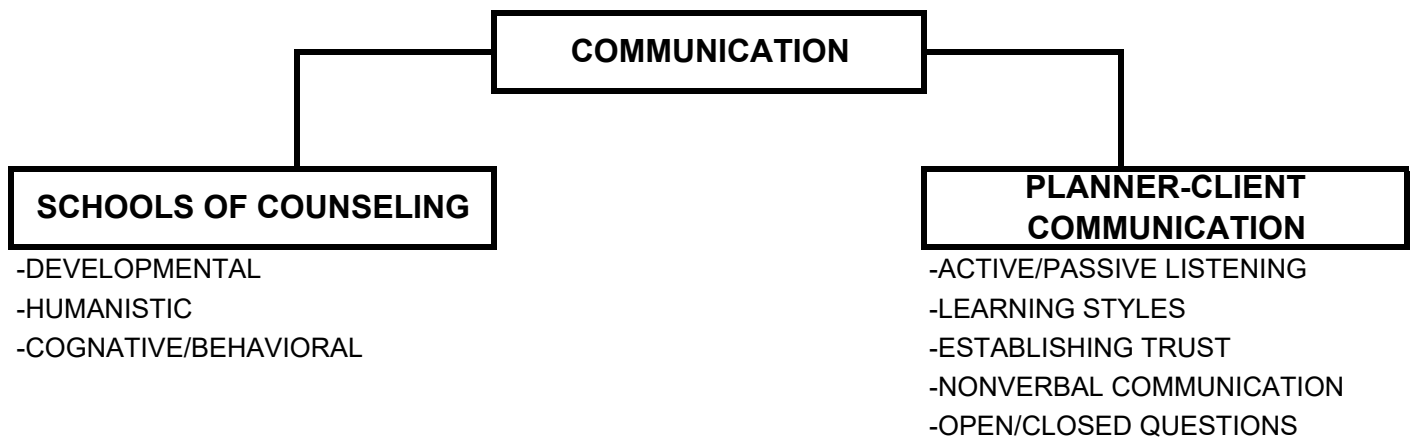 COMMUNICATION
SCHOOLS OF COUNSELING
-DEVELOPMENTAL
-HUMANISTIC
-COGNATIVE/BEHAVIORAL
PLANNER-CLIENT
COMMUNICATION
-ACTIVE/PASSIVE LISTENING
-LEARNING STYLES
-ESTABLISHING TRUST
-NONVERBAL COMMUNICATION
-OPEN/CLOSED QUESTIONS